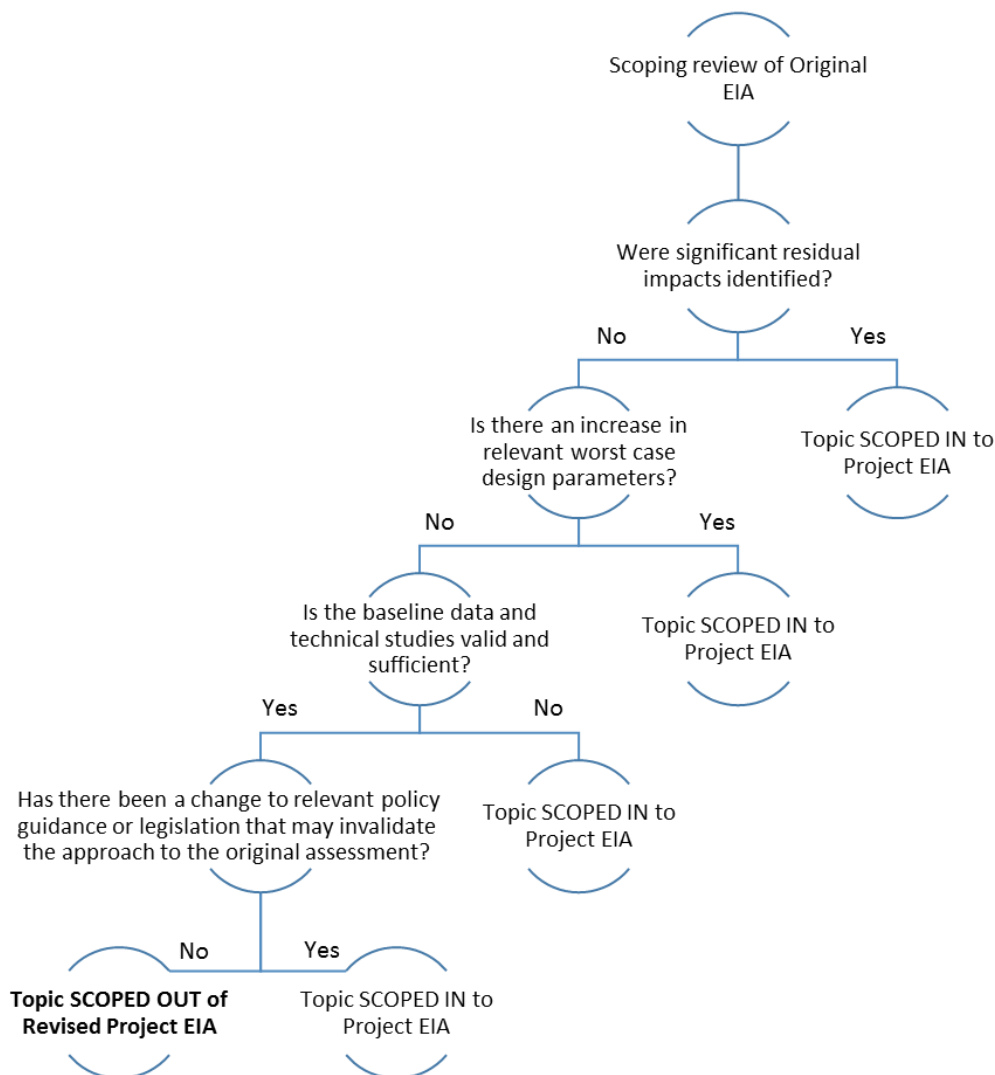 Scoping review of Original
EIA
Were significant residual
impacts identified?
No
Yes
Is there an increase in
relevant worst case
design parameters?
Topic SCOPED IN to
Project EIA
No
Yes
Is the baseline data and
technical studies valid and
sufficient?
Topic SCOPED IN to
Project EIA
Yes
No
Has there been a change to relevant policy
guidance or legislation that may invalidate
the approach to the original assessment?
Topic SCOPED IN to
Project EIA
No
Yes
Topic SCOPED OUT of
Revised Project EIA
Topic SCOPED IN to
Project EIA